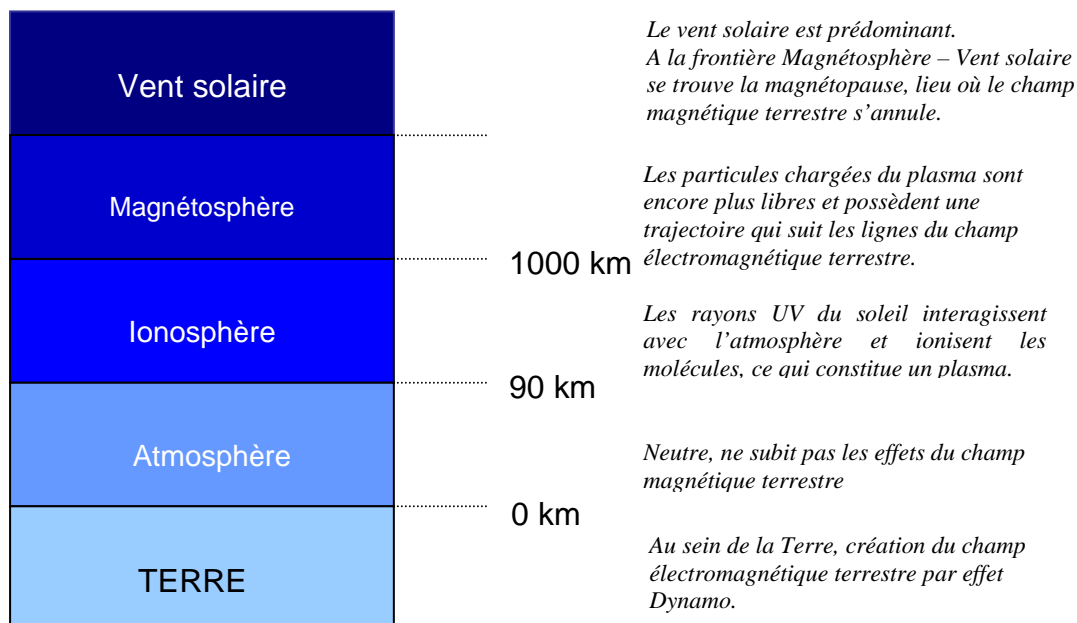 Vent solaire
Le vent solaire est prédominant.
A la frontière Magnétosphère – Vent solaire
se trouve la magnétopause, lieu où le champ
magnétique terrestre s’annule.
Magnétosphère
Les particules chargées du plasma sont
encore plus libres et possèdent une
trajectoire qui suit les lignes du champ
électromagnétique terrestre.
1000 km
Ionosphère
Les rayons UV du soleil interagissent
avec l’atmosphère et ionisent les
molécules, ce qui constitue un plasma.
90 km
Atmosphère
Neutre, ne subit pas les effets du champ
magnétique terrestre
0 km
TERRE
Au sein de la Terre, création du champ
électromagnétique terrestre par effet
Dynamo.